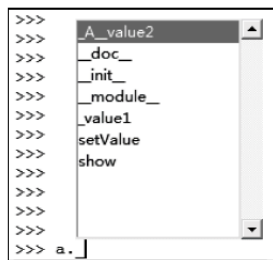 >>>
>>> _A__value2
>>> __doc__
>>> __init__
>>> __module__
>>> _value1
>>> setValue
>>> show
>>>
>>>
>>>
>>>
>>> a._